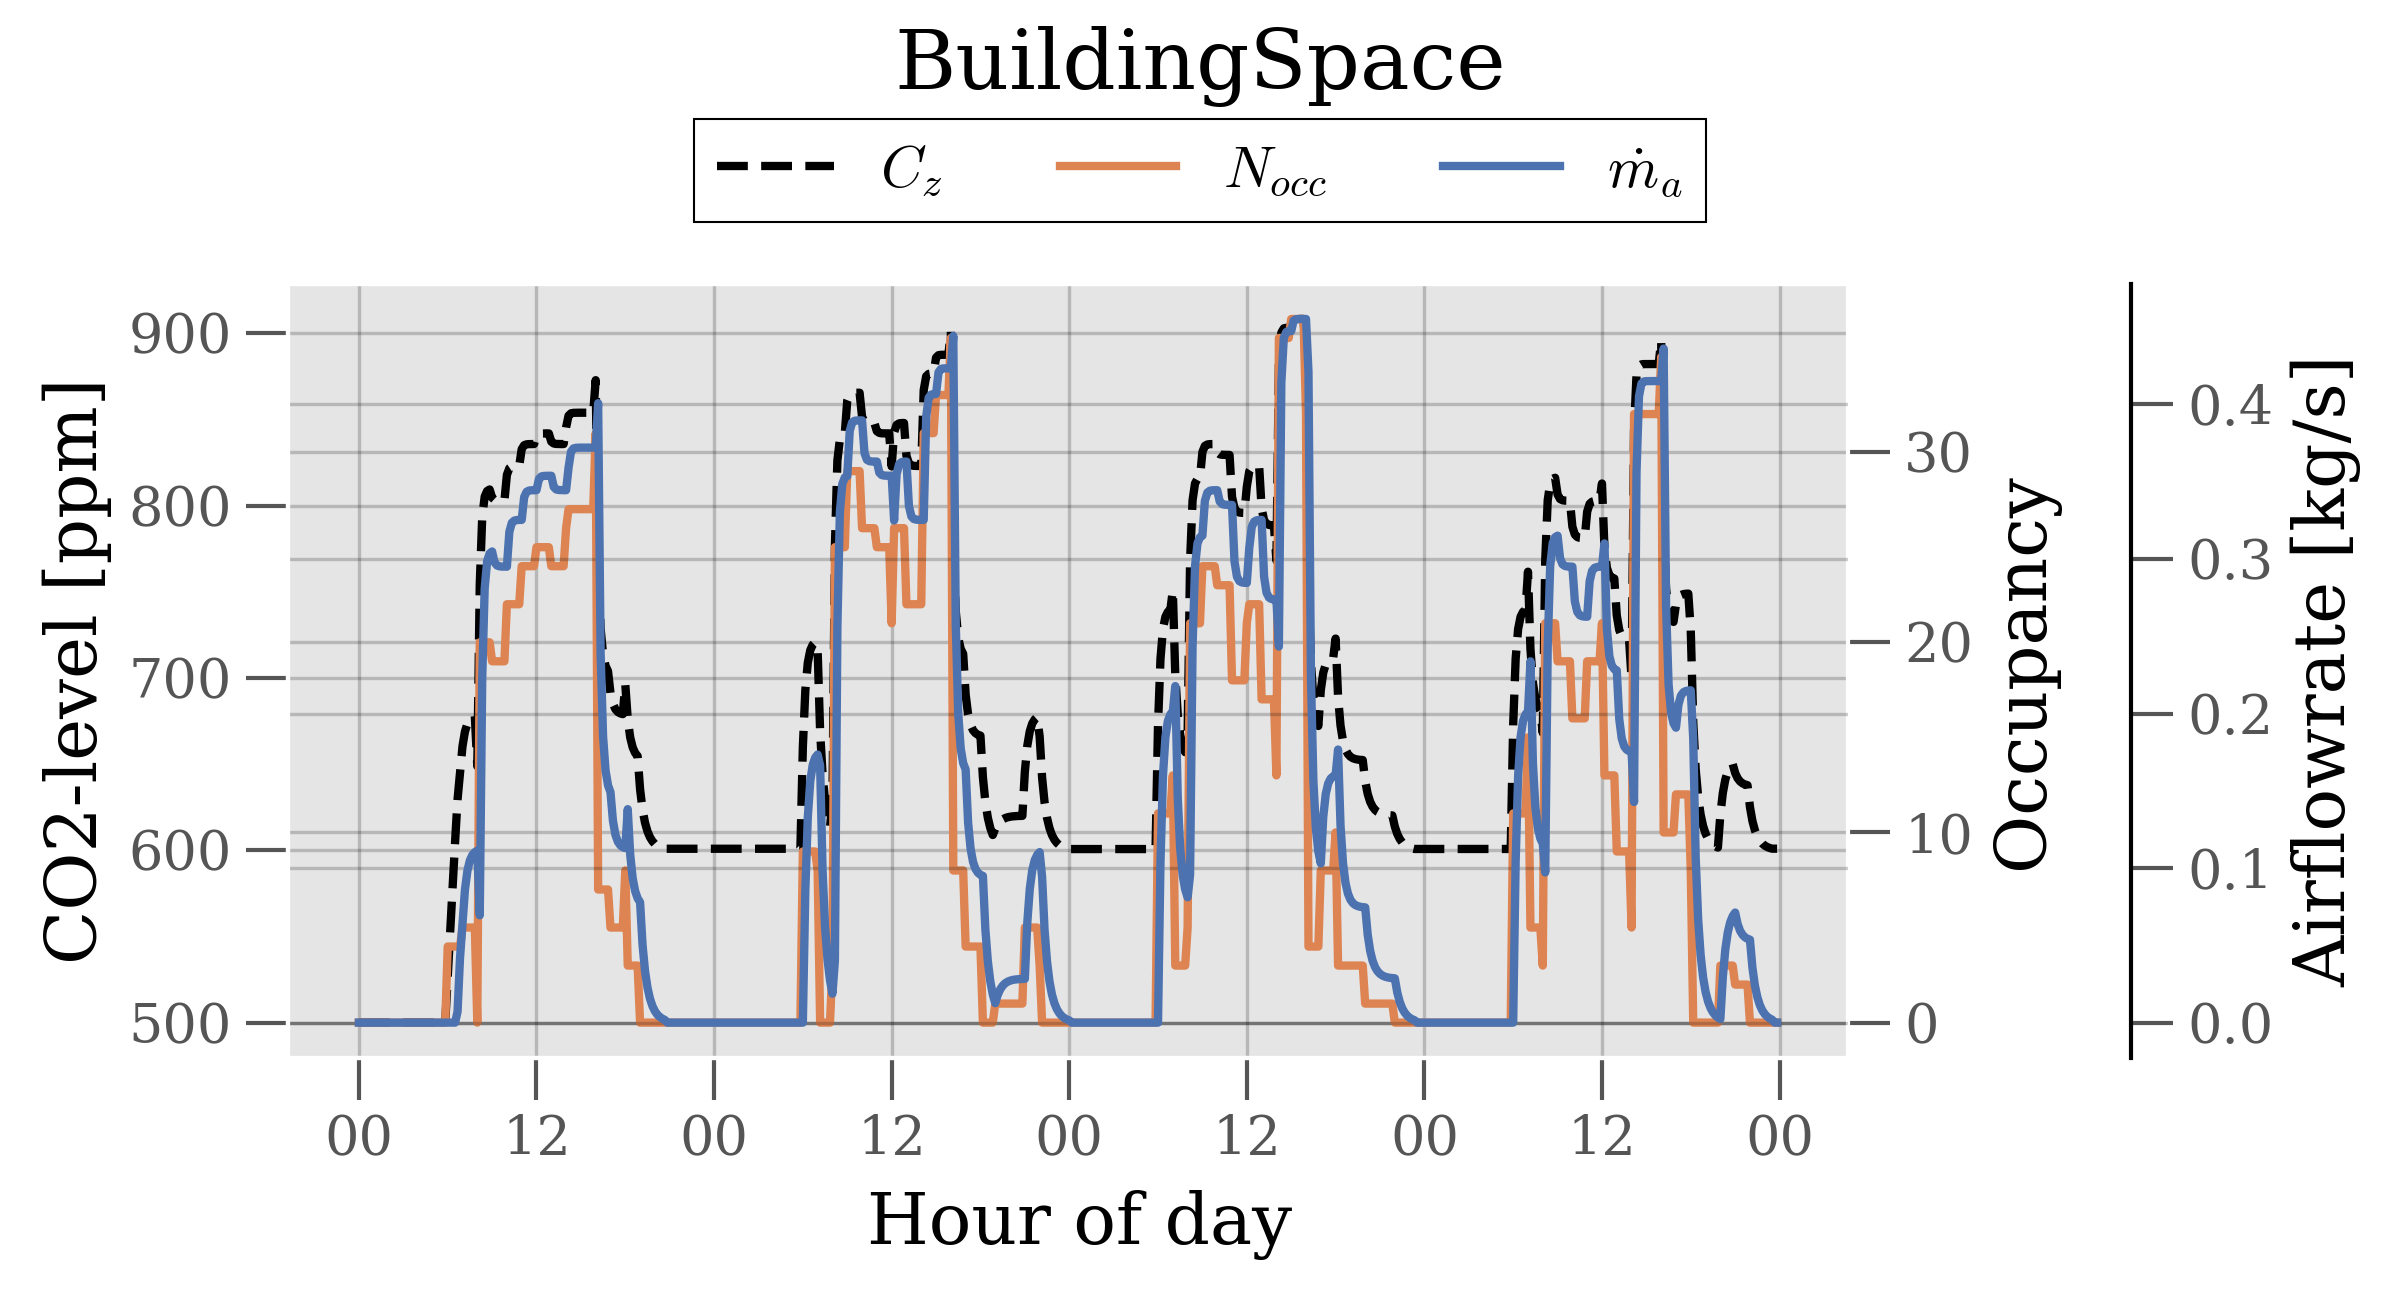 BuildingSpace
C_z N_occ ṁ_a
CO2-level [ppm]
900
800
700
600
500
30
20
10
0
Occupancy
0.4
0.3
0.2
0.1
0.0
Airflowrate [kg/s]
00 12 00 12 00 12 00 12 00
Hour of day